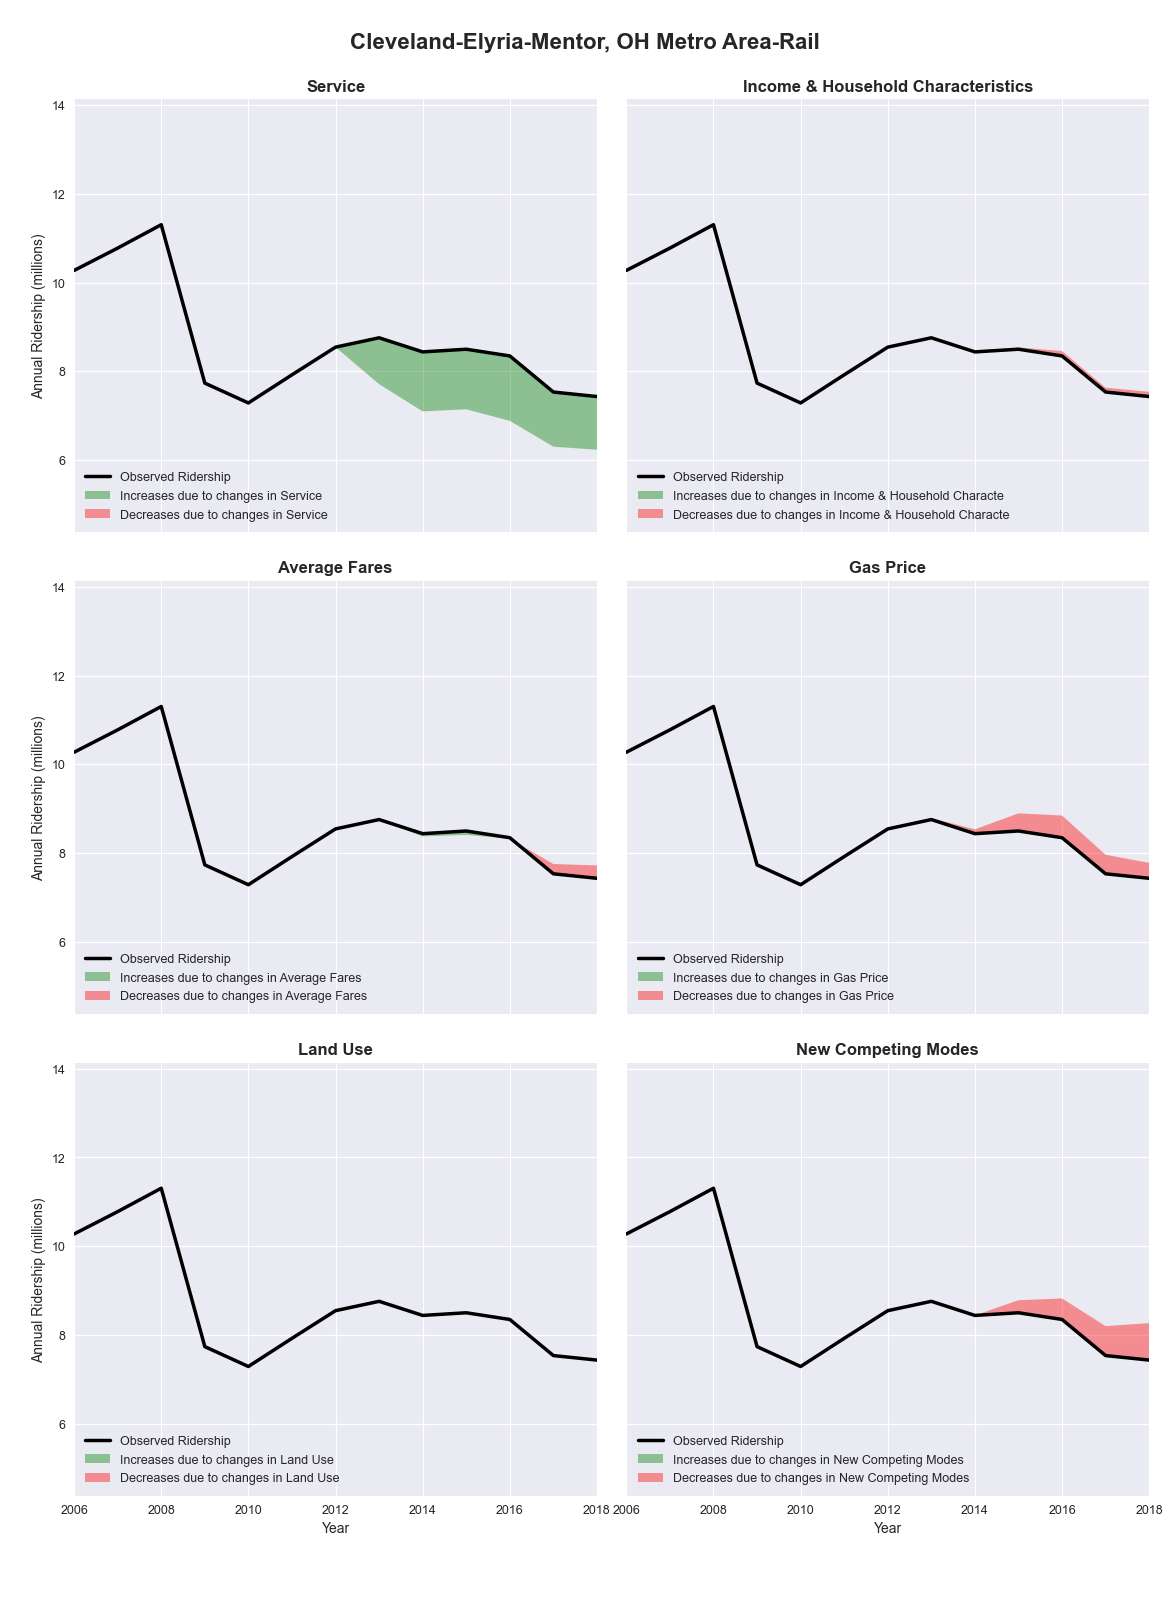 Cleveland-Elyria-Mentor, OH Metro Area-Rail
Service
Income & Household Characteristics
14
12
10
8
6
Annual Ridership (millions)
Observed Ridership
Increases due to changes in Service
Decreases due to changes in Service
Observed Ridership
Increases due to changes in Income & Household Characte
Decreases due to changes in Income & Household Characte
Average Fares
Gas Price
14
12
10
8
6
Annual Ridership (millions)
Observed Ridership
Increases due to changes in Average Fares
Decreases due to changes in Average Fares
Observed Ridership
Increases due to changes in Gas Price
Decreases due to changes in Gas Price
Land Use
New Competing Modes
14
12
10
8
6
Annual Ridership (millions)
Observed Ridership
Increases due to changes in Land Use
Decreases due to changes in Land Use
Observed Ridership
Increases due to changes in New Competing Modes
Decreases due to changes in New Competing Modes
2006 2008 2010 2012 2014 2016 2018
2006 2008 2010 2012 2014 2016 2018
Year
Year